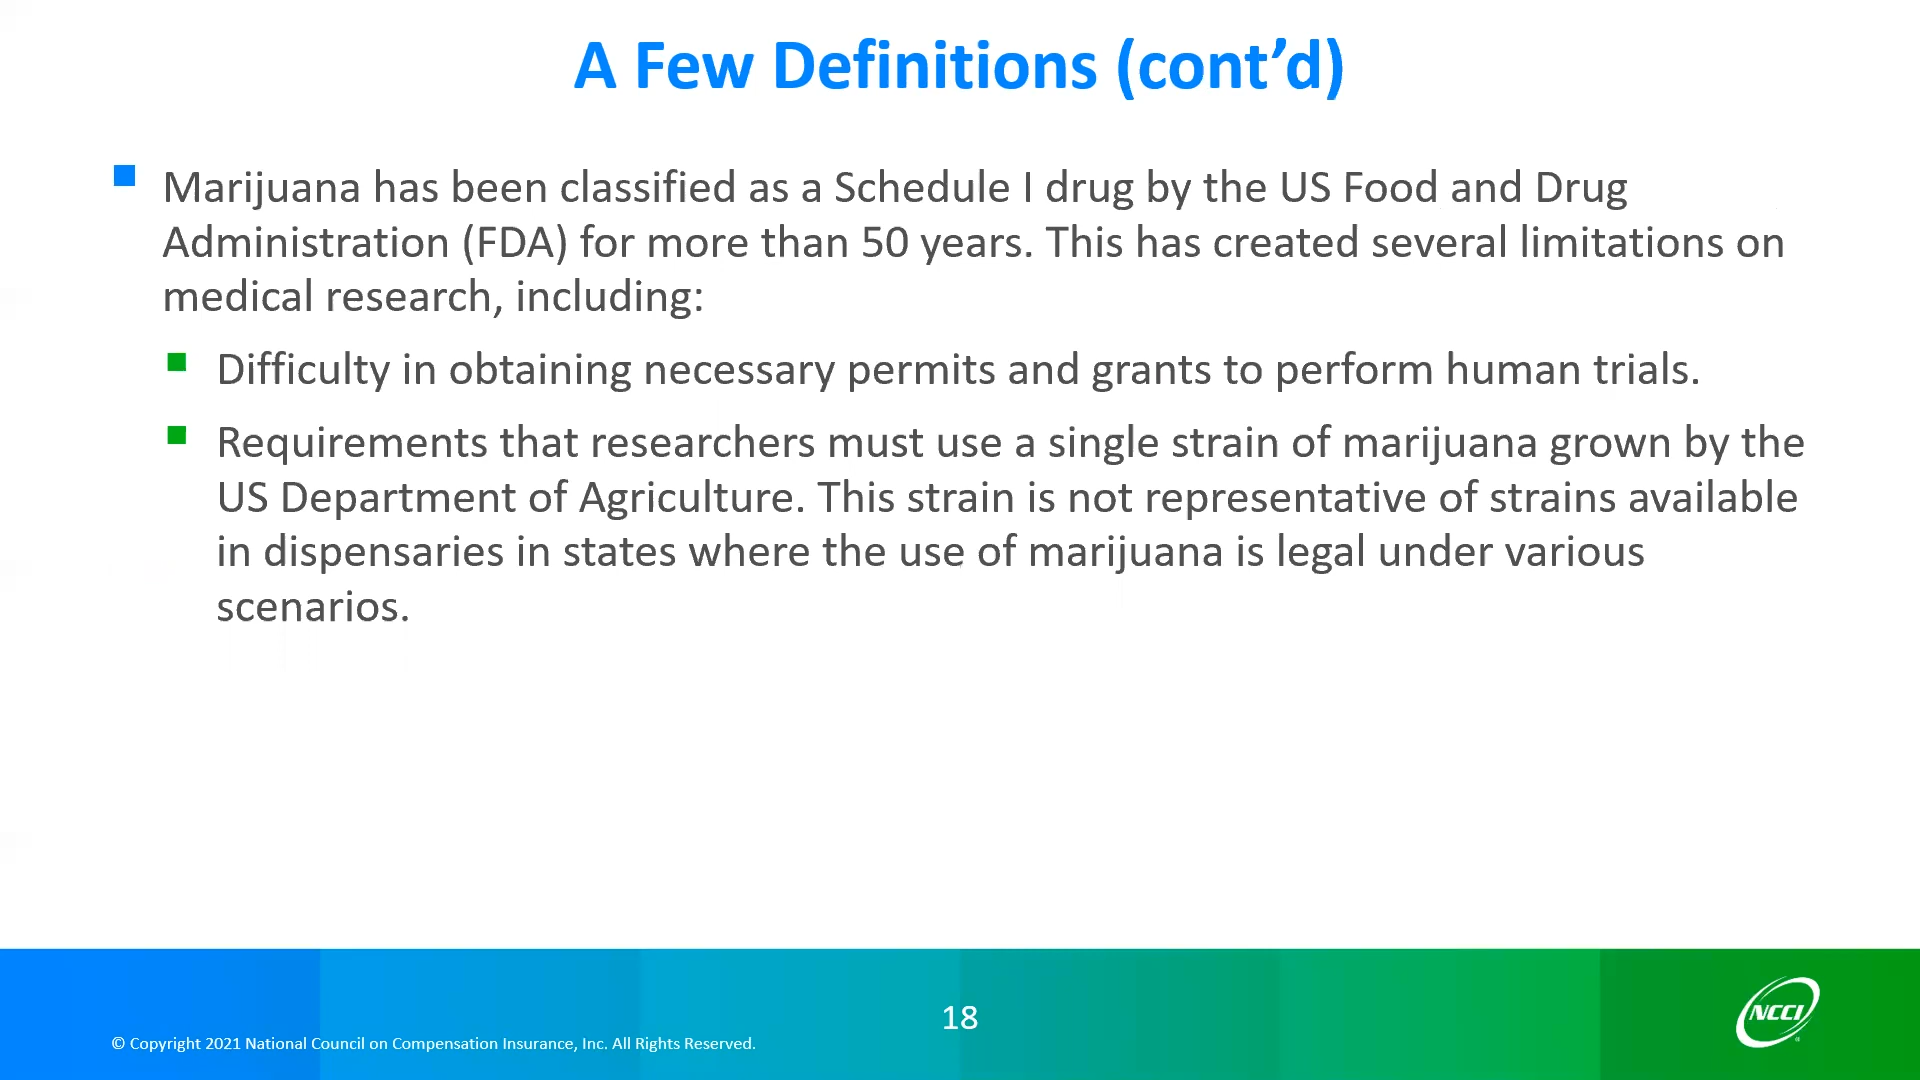 A Few Definitions (cont’d)
Marijuana has been classified as a Schedule I drug by the US Food and Drug
Administration (FDA) for more than 50 years. This has created several limitations on
medical research, including:
Difficulty in obtaining necessary permits and grants to perform human trials.
Requirements that researchers must use a single strain of marijuana grown by the
US Department of Agriculture. This strain is not representative of strains available
in dispensaries in states where the use of marijuana is legal under various
scenarios.
18
NCCI
© Copyright 2021 National Council on Compensation Insurance, Inc. All Rights Reserved.